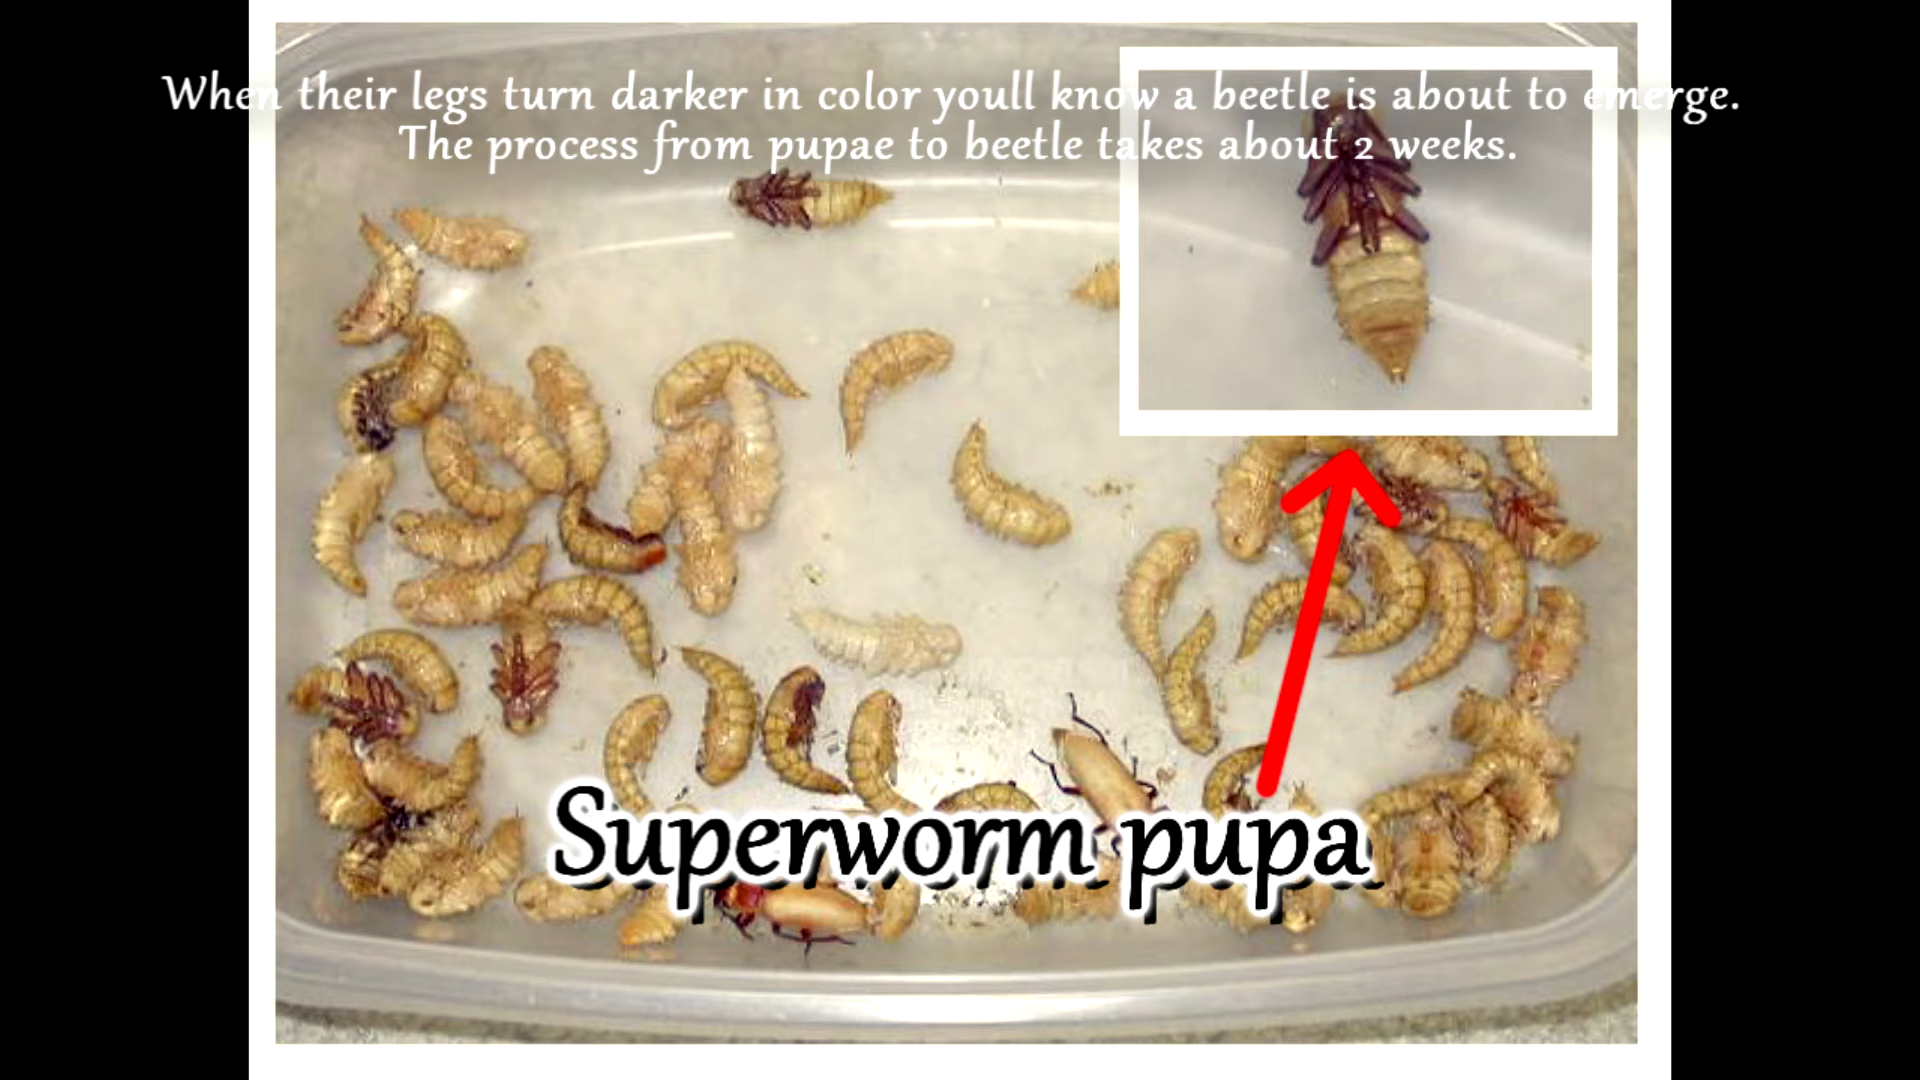 When their legs turn darker in color youll know a beetle is about to emerge.
The process from pupae to beetle takes about 2 weeks.
Superworm pupa